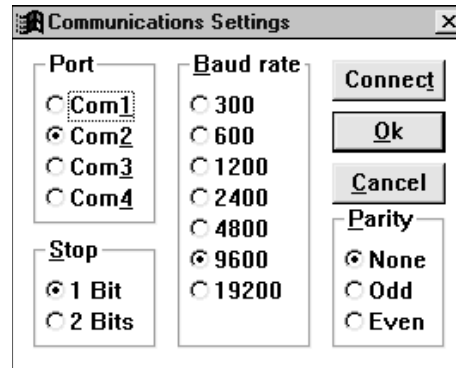 Communications Settings
Port
Com1
Com2
Com3
Com4
Stop
1 Bit
2 Bits
Baud rate
300
600
1200
2400
4800
9600
19200
Connect
Ok
Cancel
Parity
None
Odd
Even